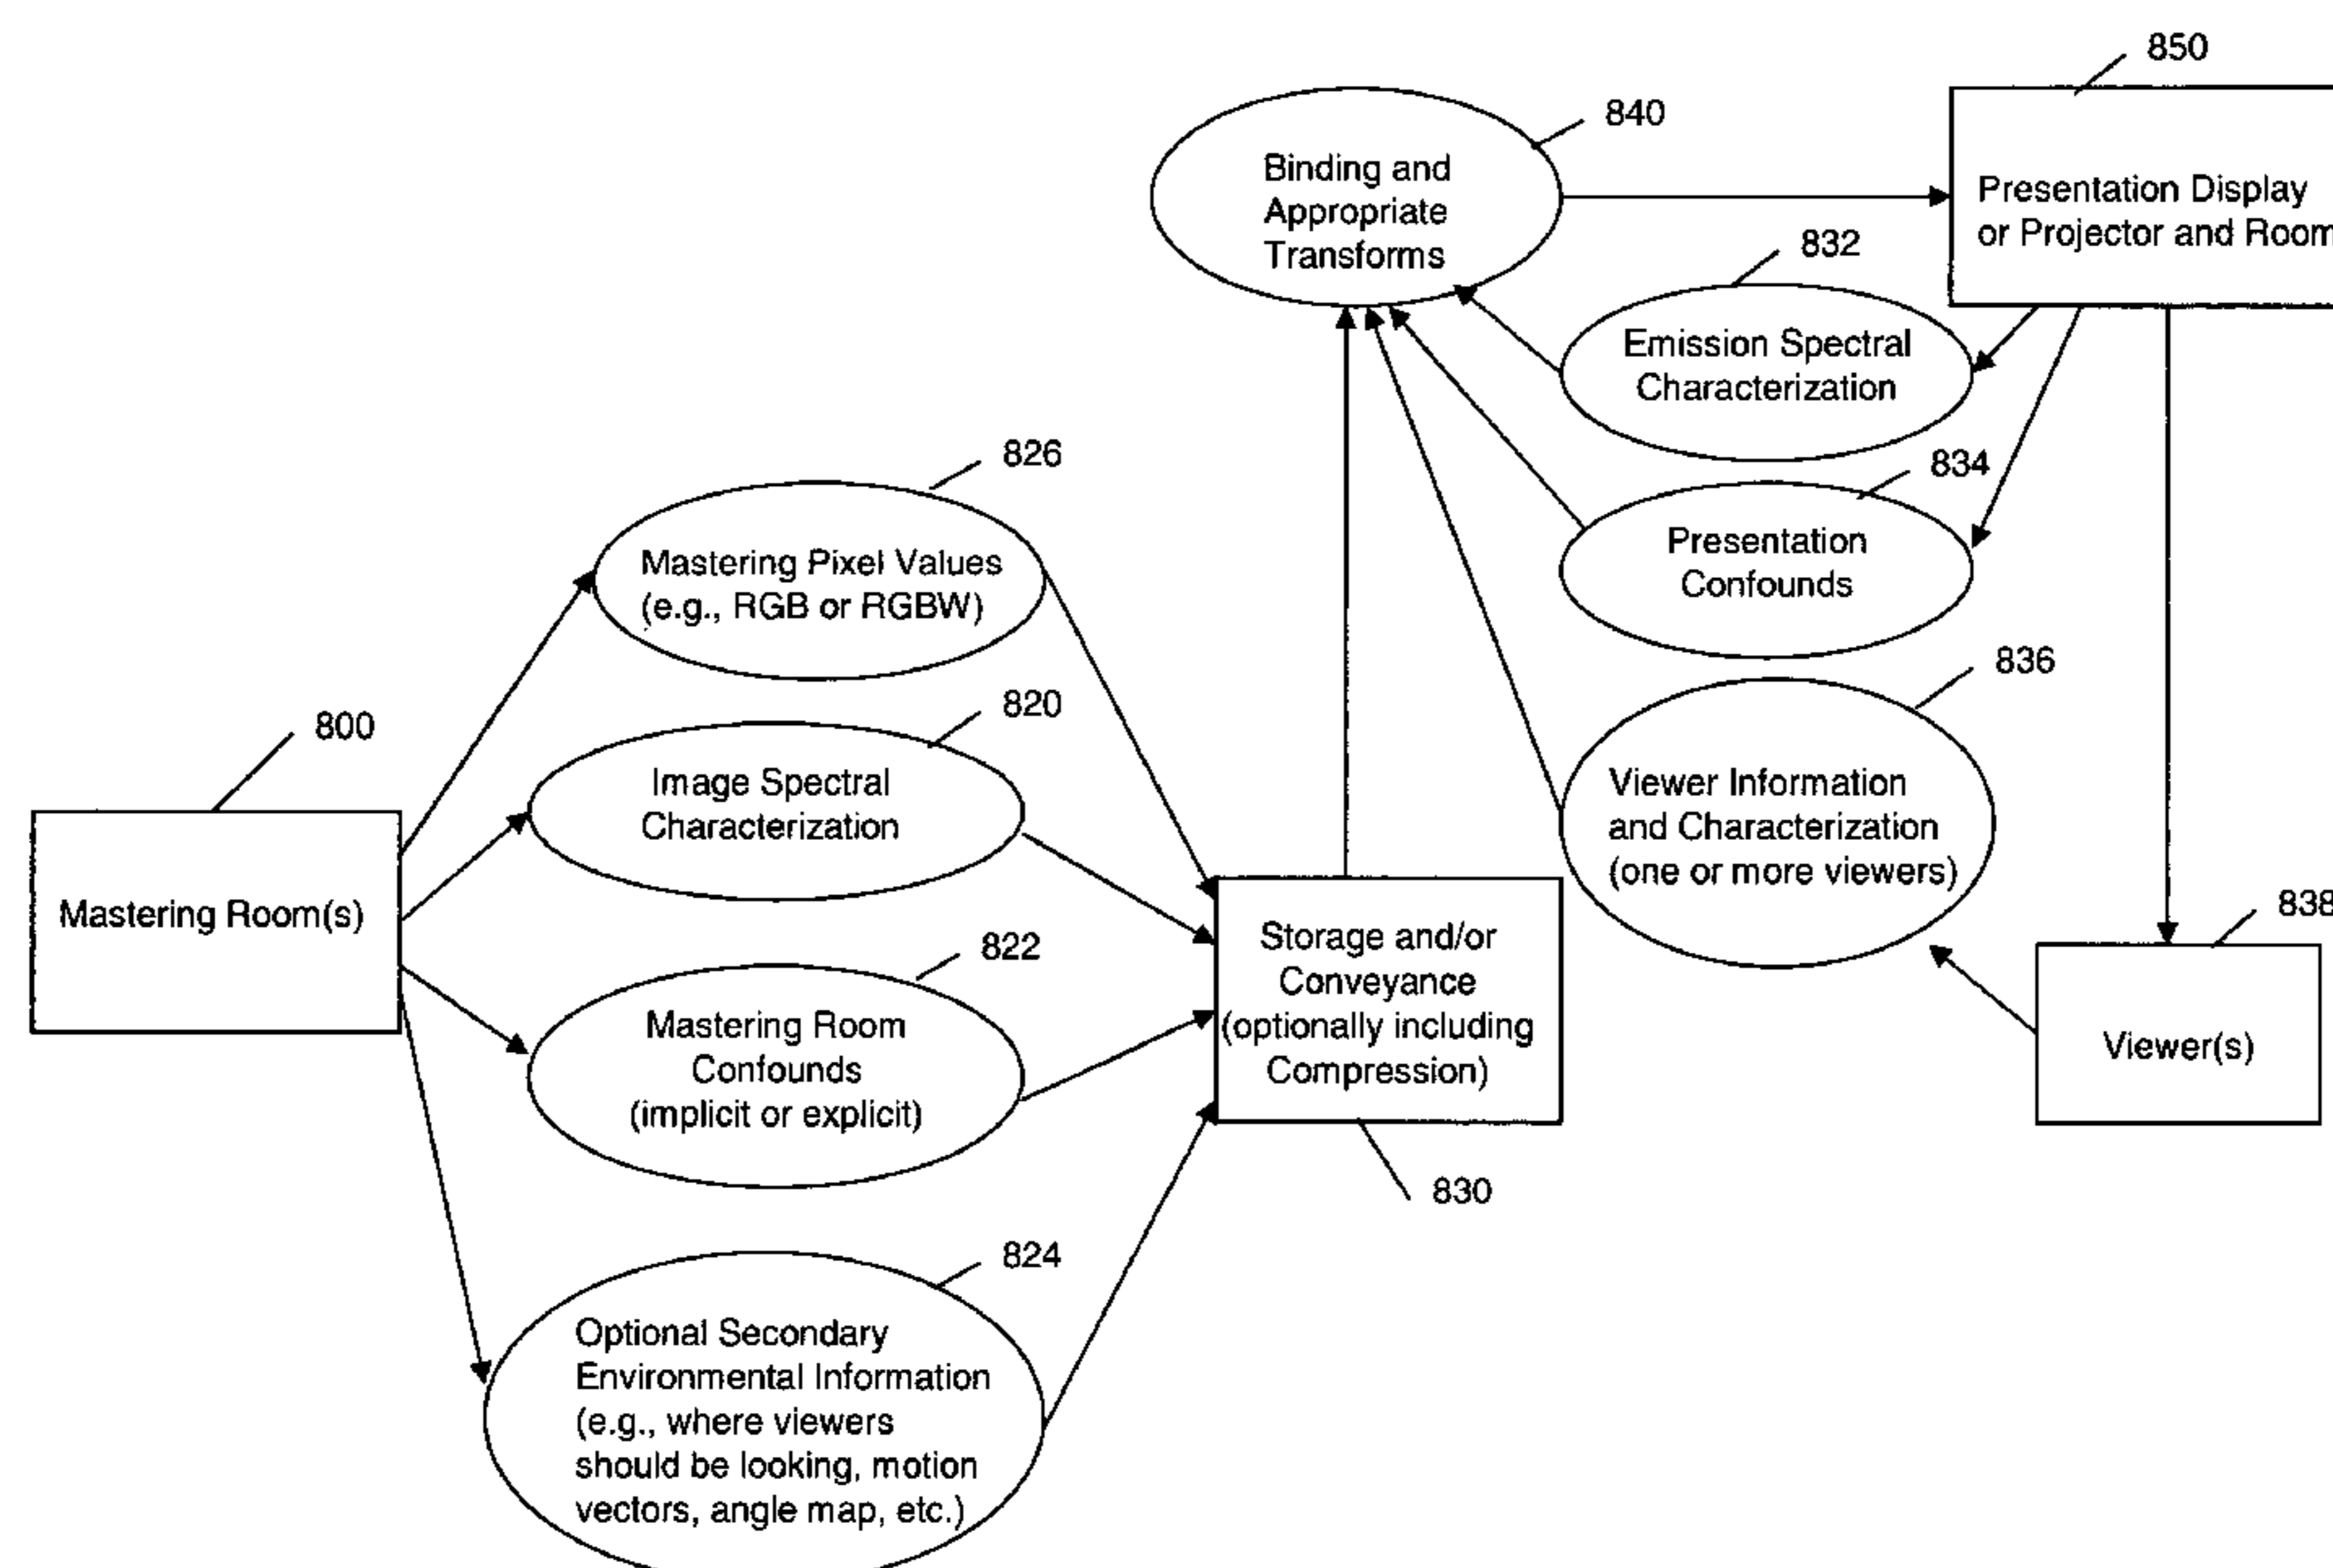 850
840
Binding and
Appropriate
Transforms
Presentation Display
or Projector and Room
832
Emission Spectral
Characterization
834
Presentation
Confounds
826
Mastering Pixel Values
(e.g., RGB or RGBW)
836
Viewer Information
and Characterization
(one or more viewers)
820
Image Spectral
Characterization
800
Mastering Room(s)
838
Viewer(s)
822
Mastering Room
Confounds
(implicit or explicit)
Storage and/or
Conveyance
(optionally including
Compression)
830
824
Optional Secondary
Environmental Information
(e.g., where viewers
should be looking, motion
vectors, angle map, etc.)